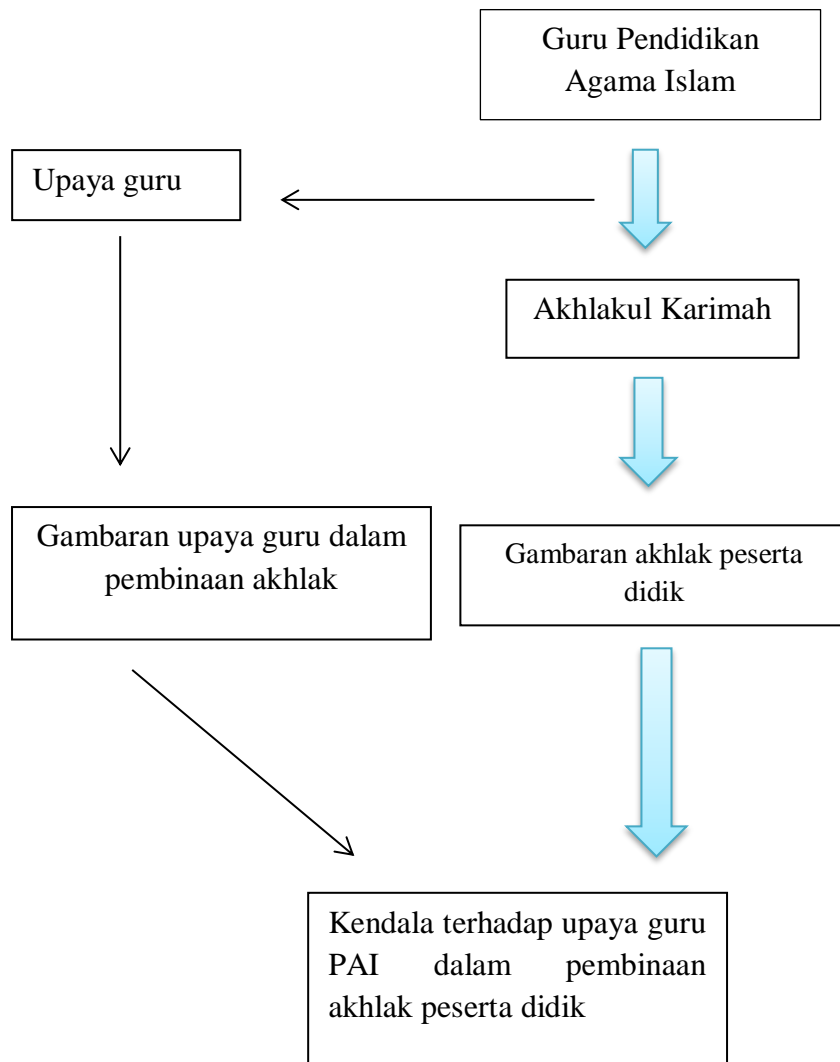 Guru Pendidikan
Agama Islam
Upaya guru
Akhlakul Karimah
Gambaran upaya guru dalam
pembinaan akhlak
Gambaran akhlak peserta
didik
Kendala terhadap upaya guru
PAI dalam pembinaan
akhlak peserta didik